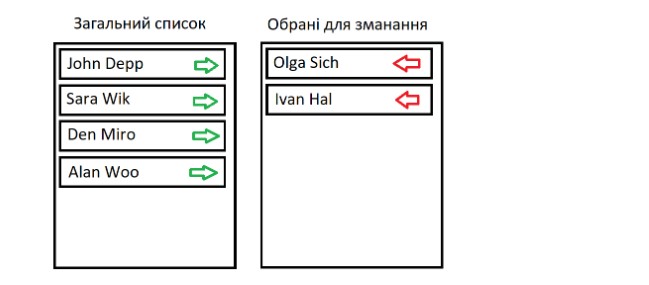 Загальний список
Обрані для зманання
John Depp
Sara Wik
Den Miro
Alan Woo
Olga Sich
Ivan Hal